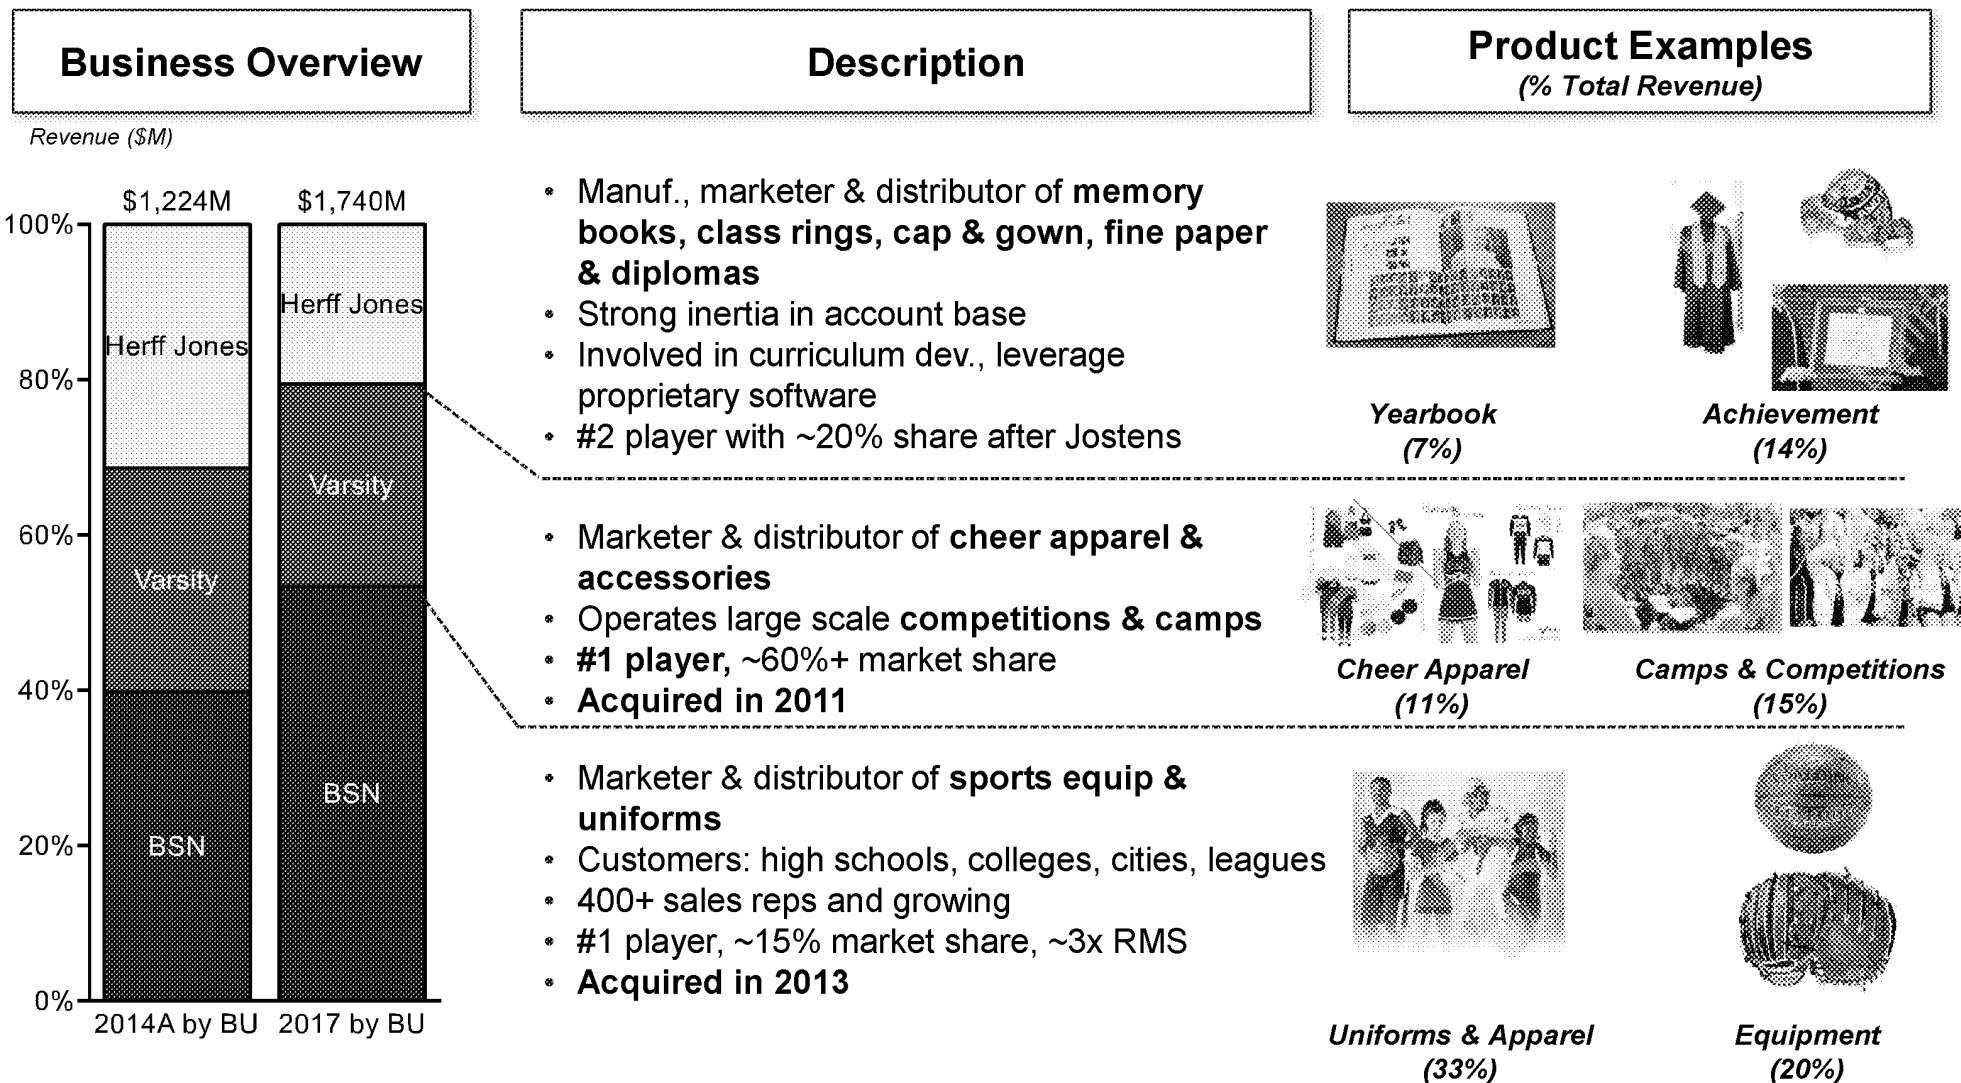 Business Overview
Description
Product Examples
(% Total Revenue)
Revenue ($M)
$1,224M
$1,740M
100%
80%
60%
40%
20%
0%
Herff Jones
Varsity
BSN
Herff Jones
Varsity
BSN
2014A by BU
2017 by BU
• Manuf., marketer & distributor of memory
books, class rings, cap & gown, fine paper
& diplomas
• Strong inertia in account base
• Involved in curriculum dev., leverage
proprietary software
• #2 player with ~20% share after Jostens
Yearbook
(7%)
Achievement
(14%)
• Marketer & distributor of cheer apparel &
accessories
• Operates large scale competitions & camps
• #1 player, ~60%+ market share
• Acquired in 2011
Cheer Apparel
(11%)
Camps & Competitions
(15%)
• Marketer & distributor of sports equip &
uniforms
• Customers: high schools, colleges, cities, leagues
• 400+ sales reps and growing
• #1 player, ~15% market share, ~3x RMS
• Acquired in 2013
Uniforms & Apparel
(33%)
Equipment
(20%)